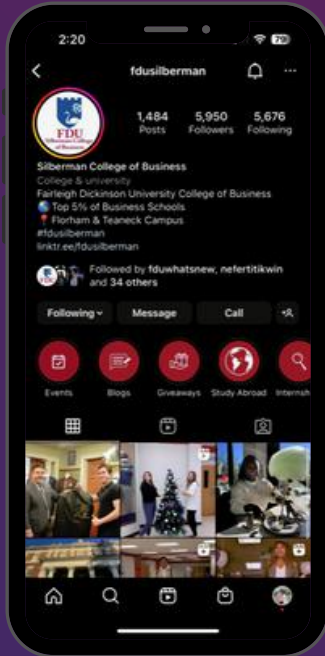 2:20
79
fdusilberman
FDU
Silberman College
of Business
1,484 5,950 5,676
Posts Followers Following
Silberman College of Business
College & university
Fairleigh Dickinson University College of Business
Top 5% of Business Schools
Florham & Teaneck Campus
#fdusilberman
linktr.ee/fdusilberman
Followed by fduwhatsnew, nefertitikwin
and 34 others
Following Message Call
Events Blogs Giveaways Study Abroad Internsh